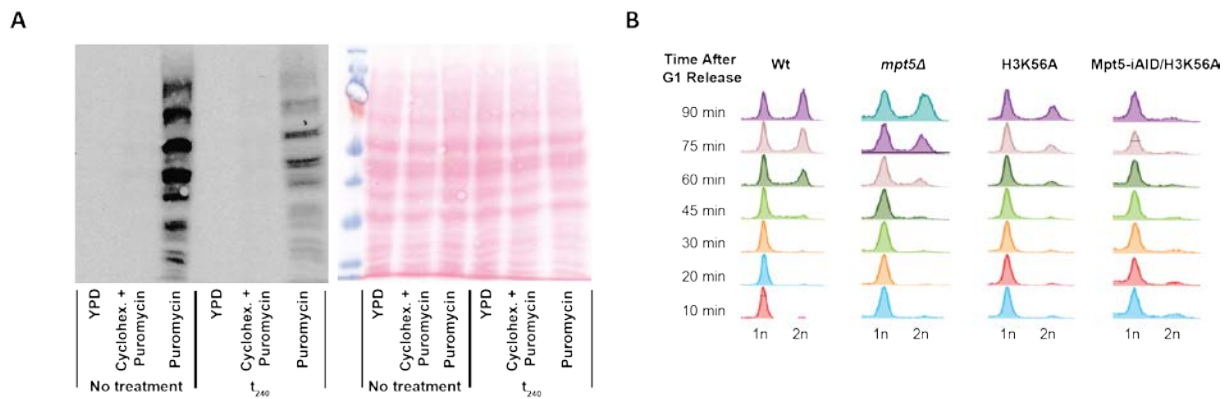 A
YPD
Cyclohex. +
Puromycin
Puromycin
YPD
Cyclohex. +
Puromycin
Puromycin
No treatment
t240
YPD
Cyclohex. +
Puromycin
Puromycin
YPD
Cyclohex. +
Puromycin
Puromycin
No treatment
t240
B
Time After
G1 Release
Wt
mpt5Δ
H3K56A
Mpt5-iAID/H3K56A
90 min
75 min
60 min
45 min
30 min
20 min
10 min
1n 2n 1n 2n 1n 2n 1n 2n